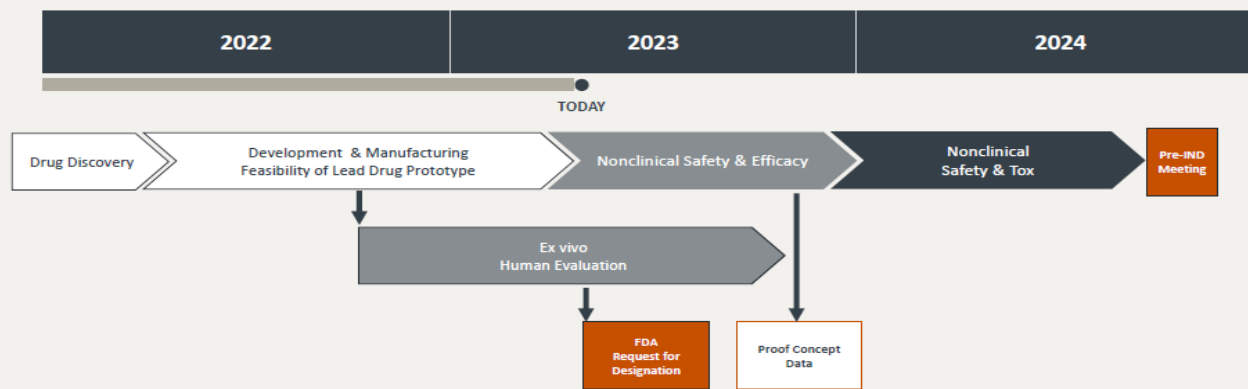 2022
2023
2024
TODAY
Drug Discovery
Development & Manufacturing
Feasibility of Lead Drug Prototype
Nonclinical Safety & Efficacy
Nonclinical
Safety & Tox
Pre-IND
Meeting
Ex vivo
Human Evaluation
FDA
Request for
Designation
Proof Concept
Data